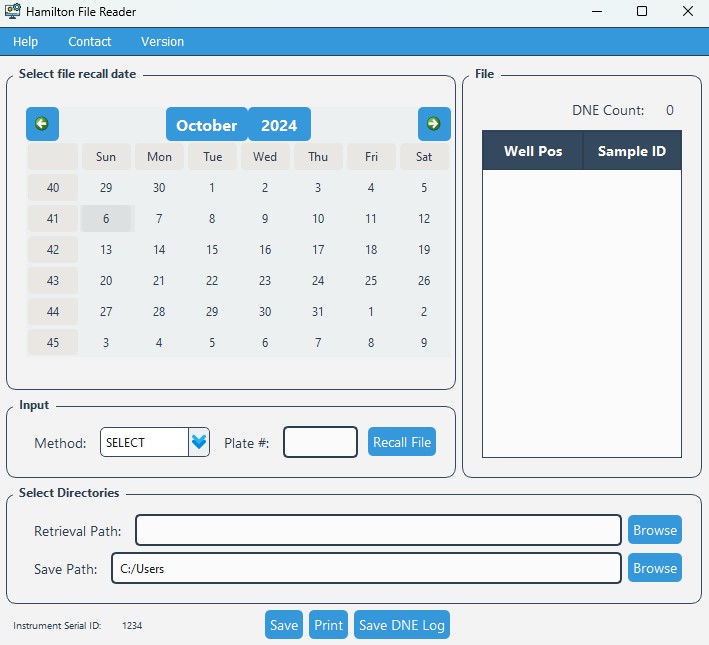 Hamilton File Reader
Help Contact Version
Select file recall date
October 2024
Sun Mon Tue Wed Thu Fri Sat
40 29 30 1 2 3 4 5
41 6 7 8 9 10 11 12
42 13 14 15 16 17 18 19
43 20 21 22 23 24 25 26
44 27 28 29 30 31 1 2
45 3 4 5 6 7 8 9
File
DNE Count: 0
Well Pos Sample ID
Input
Method: SELECT Plate #: Recall File
Select Directories
Retrieval Path: Browse
Save Path: C:/Users Browse
Instrument Serial ID: 1234 Save Print Save DNE Log